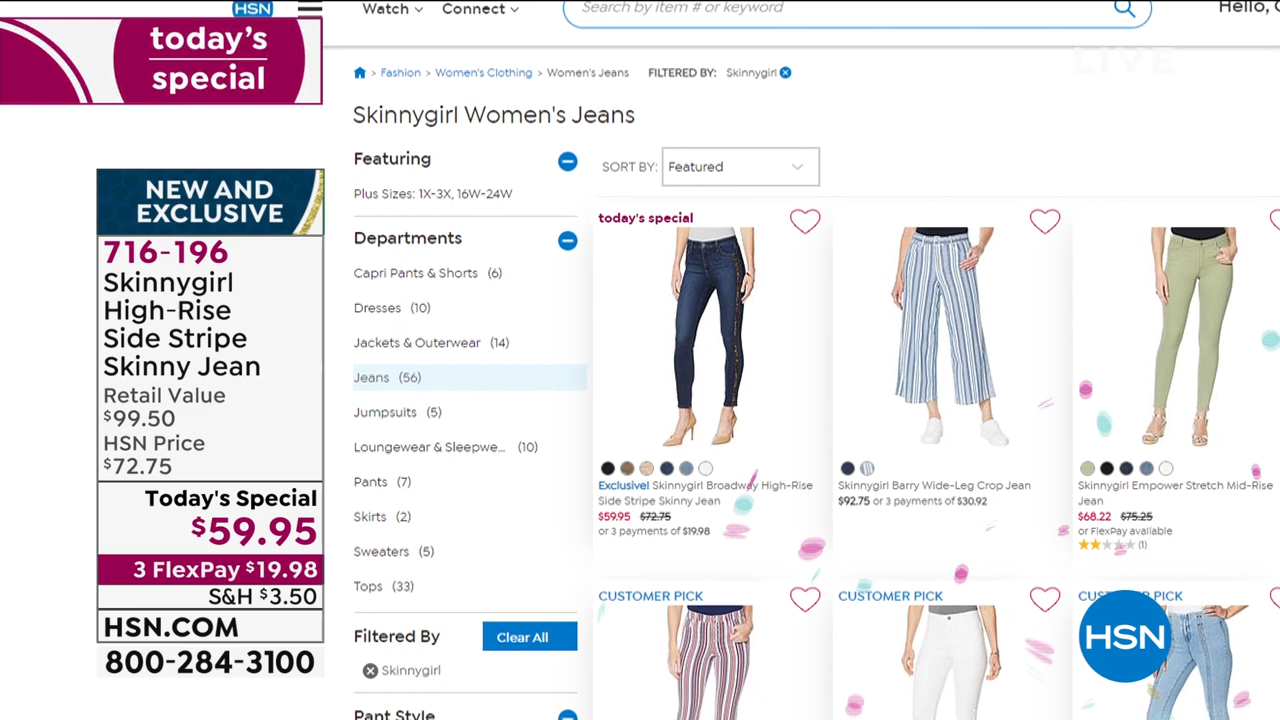 HSN
today's
special
NEW AND
EXCLUSIVE
716-196
Skinnygirl
High-Rise
Side Stripe
Skinny Jean
Retail Value
$99.50
HSN Price
$72.75
Today's Special
$59.95
3 FlexPay $19.98
S&H $3.50
HSN.COM
800-284-3100
Watch
Connect
Search by item # or keyword
Hello,
LIVE
> Fashion > Women's Clothing > Women's Jeans
FILTERED BY: Skinnygirl
Skinnygirl Women's Jeans
Featuring
Plus Sizes: 1X-3X, 16W-24W
Departments
Capri Pants & Shorts (6)
Dresses (10)
Jackets & Outerwear (14)
Jeans (56)
Jumpsuits (5)
Loungewear & Sleepwe... (10)
Pants (7)
Skirts (2)
Sweaters (5)
Tops (33)
Filtered By
Clear All
Skinnygirl
Pant Style
SORT BY: Featured
today's special
Exclusive! Skinnygirl Broadway High-Rise
Side Stripe Skinny Jean
$59.95 $72.75
or 3 payments of $19.98
Skinnygirl Barry Wide-Leg Crop Jean
$92.75 or 3 payments of $30.92
Skinnygirl Empower Stretch Mid-Rise
Jean
$68.22 $75.25
or FlexPay available
(1)
CUSTOMER PICK
CUSTOMER PICK
CUSTOMER PICK
HSN